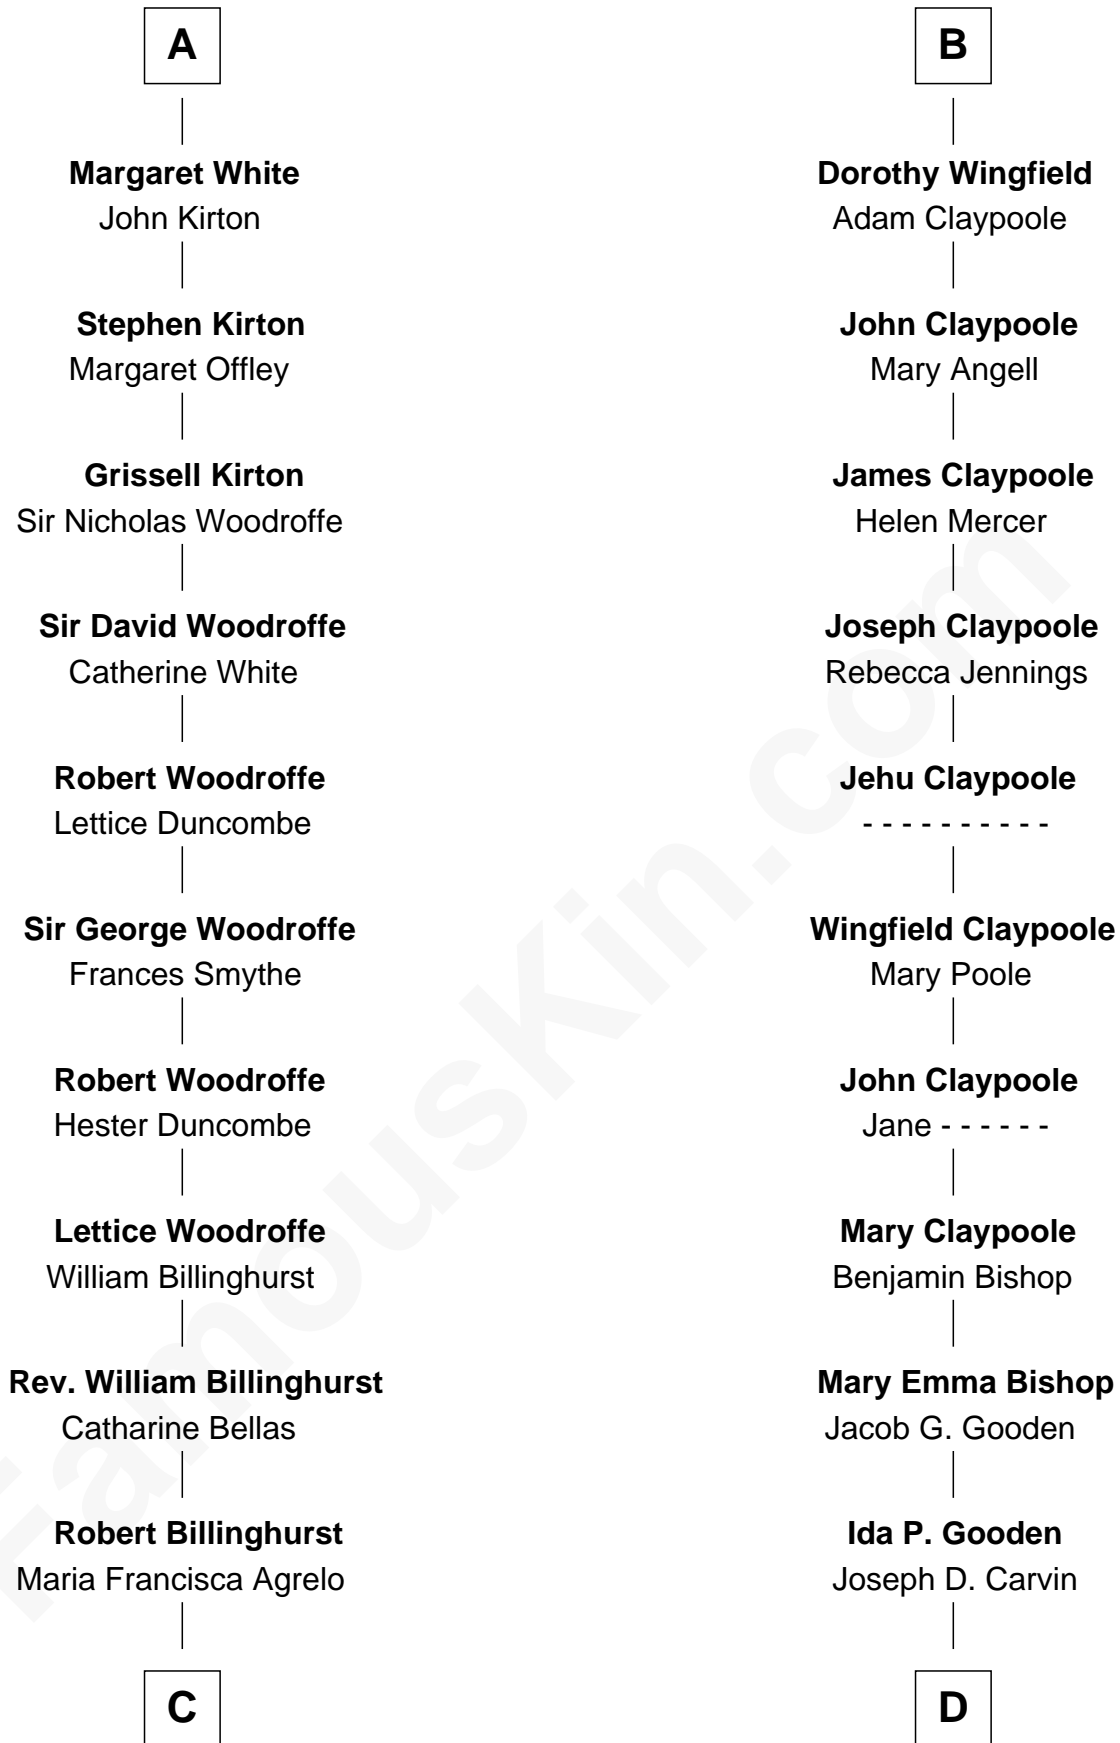 A
Margaret White
John Kirton
Stephen Kirton
Margaret Offley
Grissell Kirton
Sir Nicholas Woodroffe
Sir David Woodroffe
Catherine White
Robert Woodroffe
Lettice Duncombe
Sir George Woodroffe
Frances Smythe
Robert Woodroffe
Hester Duncombe
Lettice Woodroffe
William Billinghurst
Rev. William Billinghurst
Catharine Bellas
Robert Billinghurst
Maria Francisca Agrelo
C
B
Dorothy Wingfield
Adam Claypoole
John Claypoole
Mary Angell
James Claypoole
Helen Mercer
Joseph Claypoole
Rebecca Jennings
Jehu Claypoole
- - - - - - - - - -
Wingfield Claypoole
Mary Poole
John Claypoole
Jane - - - - - -
Mary Claypoole
Benjamin Bishop
Mary Emma Bishop
Jacob G. Gooden
Ida P. Gooden
Joseph D. Carvin
D
FamousKin.com